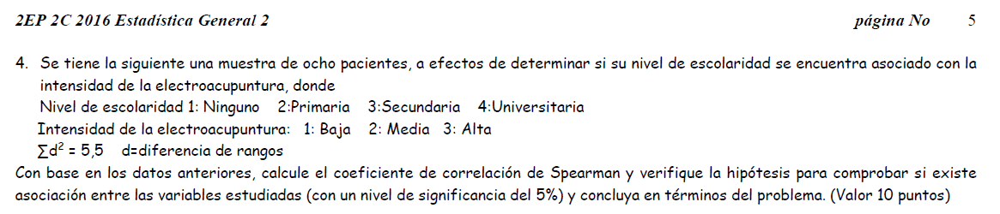 2EP 2C 2016 Estadística General 2 página No 5
4. Se tiene la siguiente una muestra de ocho pacientes, a efectos de determinar si su nivel de escolaridad se encuentra asociado con la
intensidad de la electroacupuntura, donde
Nivel de escolaridad 1: Ninguno 2:Primaria 3:Secundaria 4:Universitaria
Intensidad de la electroacupuntura: 1: Baja 2: Media 3: Alta
∑d² = 5,5 d=diferencia de rangos
Con base en los datos anteriores, calcule el coeficiente de correlación de Spearman y verifique la hipótesis para comprobar si existe
asociación entre las variables estudiadas (con un nivel de significancia del 5%) y concluya en términos del problema. (Valor 10 puntos)